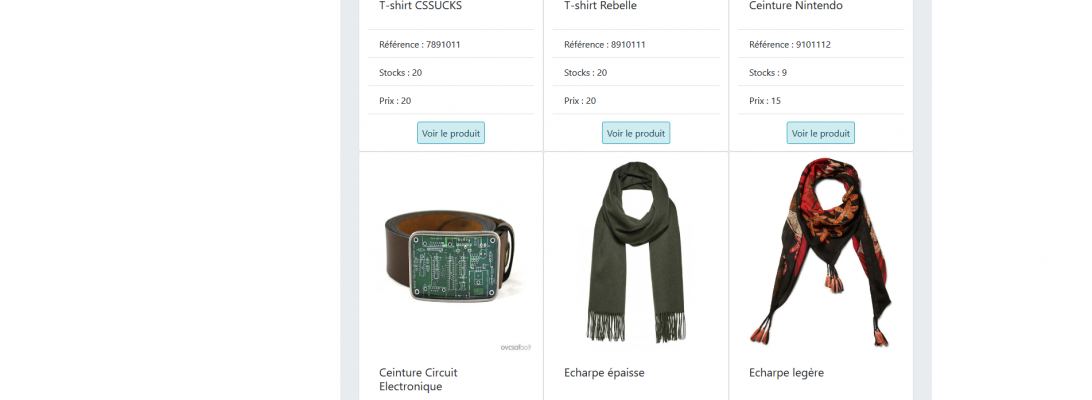 T-shirt CSSUCKS
T-shirt Rebelle
Ceinture Nintendo
Référence : 7891011
Référence : 8910111
Référence : 9101112
Stocks : 20
Stocks : 20
Stocks : 9
Prix : 20
Prix : 20
Prix : 15
Voir le produit
Voir le produit
Voir le produit
Ceinture Circuit
Electronique
Echarpe épaisse
Echarpe legère